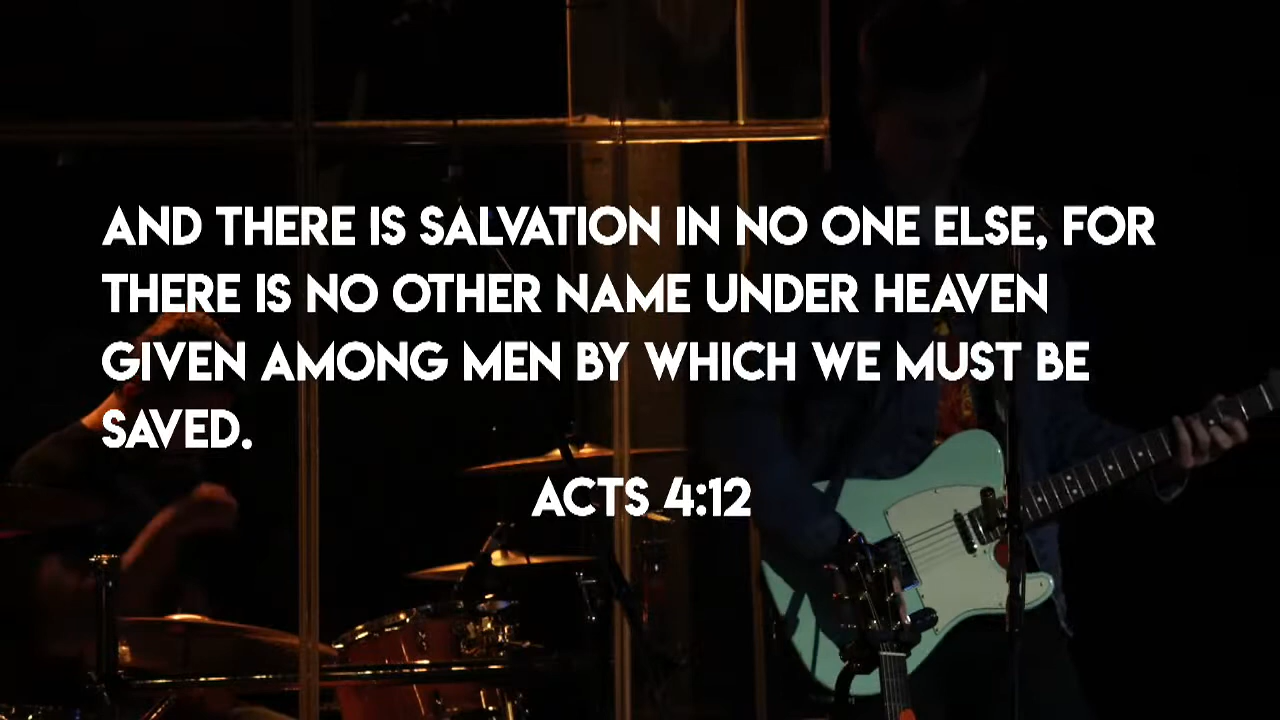 AND THERE IS SALVATION IN NO ONE ELSE, FOR
THERE IS NO OTHER NAME UNDER HEAVEN
GIVEN AMONG MEN BY WHICH WE MUST BE
SAVED.
ACTS 4:12